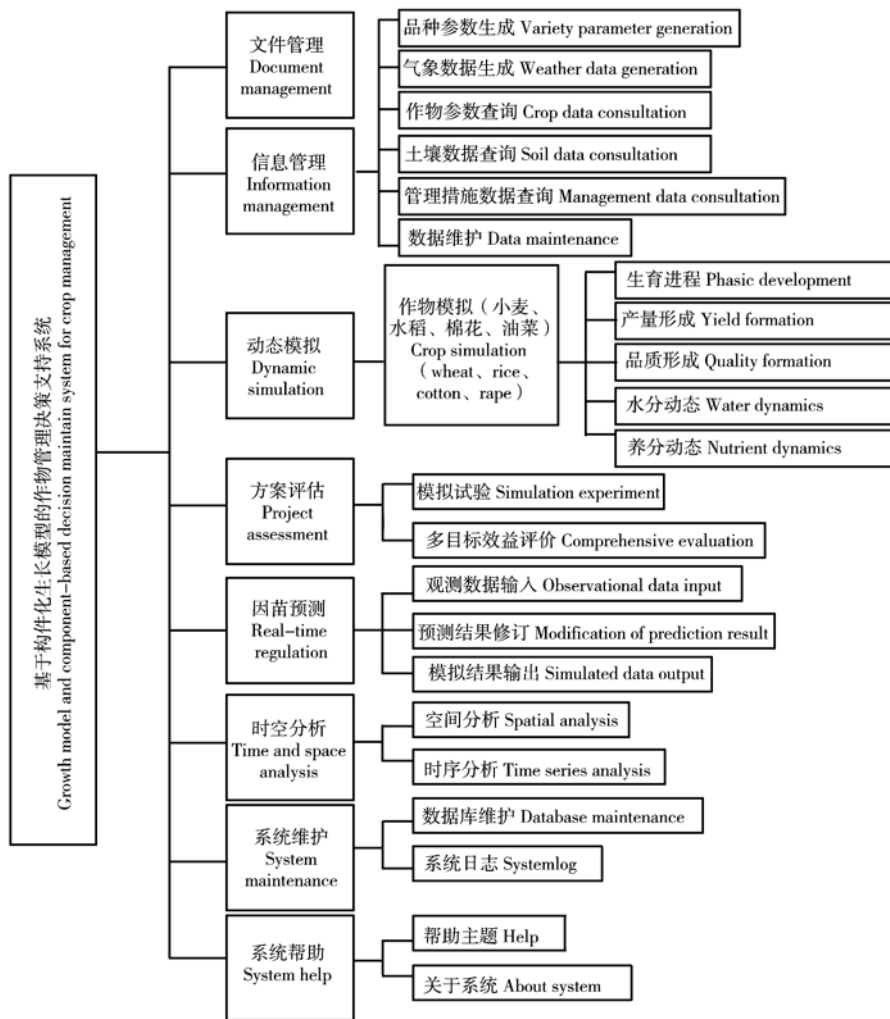 基于构件化生长模型的作物管理决策支持系统
Growth model and component-based decision maintain system for crop management
文件管理
Document
management
信息管理
Information
management
品种参数生成 Variety parameter generation
气象数据生成 Weather data generation
作物参数查询 Crop data consultation
土壤数据查询 Soil data consultation
管理措施数据查询 Management data consultation
数据维护 Data maintenance
动态模拟
Dynamic
simulation
作物模拟(小麦、
水稻、棉花、油菜)
Crop simulation
(wheat、rice、
cotton、rape)
生育进程 Phasic development
产量形成 Yield formation
品质形成 Quality formation
水分动态 Water dynamics
养分动态 Nutrient dynamics
方案评估
Project
assessment
模拟试验 Simulation experiment
多目标效益评价 Comprehensive evaluation
因苗预测
Real-time
regulation
观测数据输入 Observational data input
预测结果修订 Modification of prediction result
模拟结果输出 Simulated data output
时空分析
Time and space
analysis
空间分析 Spatial analysis
时序分析 Time series analysis
系统维护
System
maintenance
数据库维护 Database maintenance
系统日志 Systemlog
系统帮助
System help
帮助主题 Help
关于系统 About system